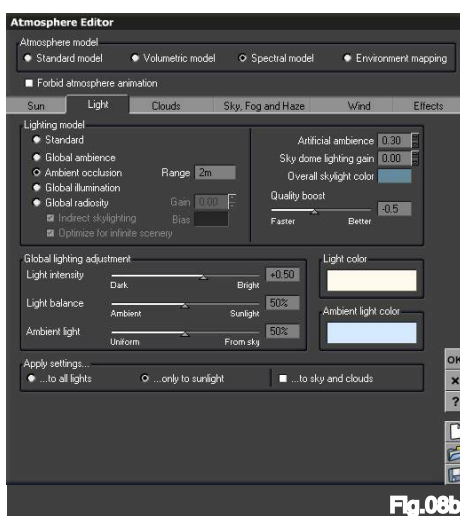 Atmosphere Editor
Atmosphere model
Standard model Volumetric model Spectral model Environment mapping
Forbid atmosphere animation
Sun Light Clouds Sky, Fog and Haze Wind Effects
Lighting model
Standard
Global ambience
Ambient occlusion Range 2m
Global illumination
Global radiosity Gain 0.00
Indirect skylighting Bias
Optimize for infinite scenery
Artificial ambience 0.30
Sky dome lighting gain 0.00
Overall skylight color
Quality boost
-0.5
Faster Better
Global lighting adjustment
Light intensity +0.50
Dark Bright
Light balance 50%
Ambient Sunlight
Ambient light 50%
Uniform From sky
Light color
Ambient light color
Apply settings...
...to all lights ...only to sunlight ...to sky and clouds
OK
×
?
Fig.08b